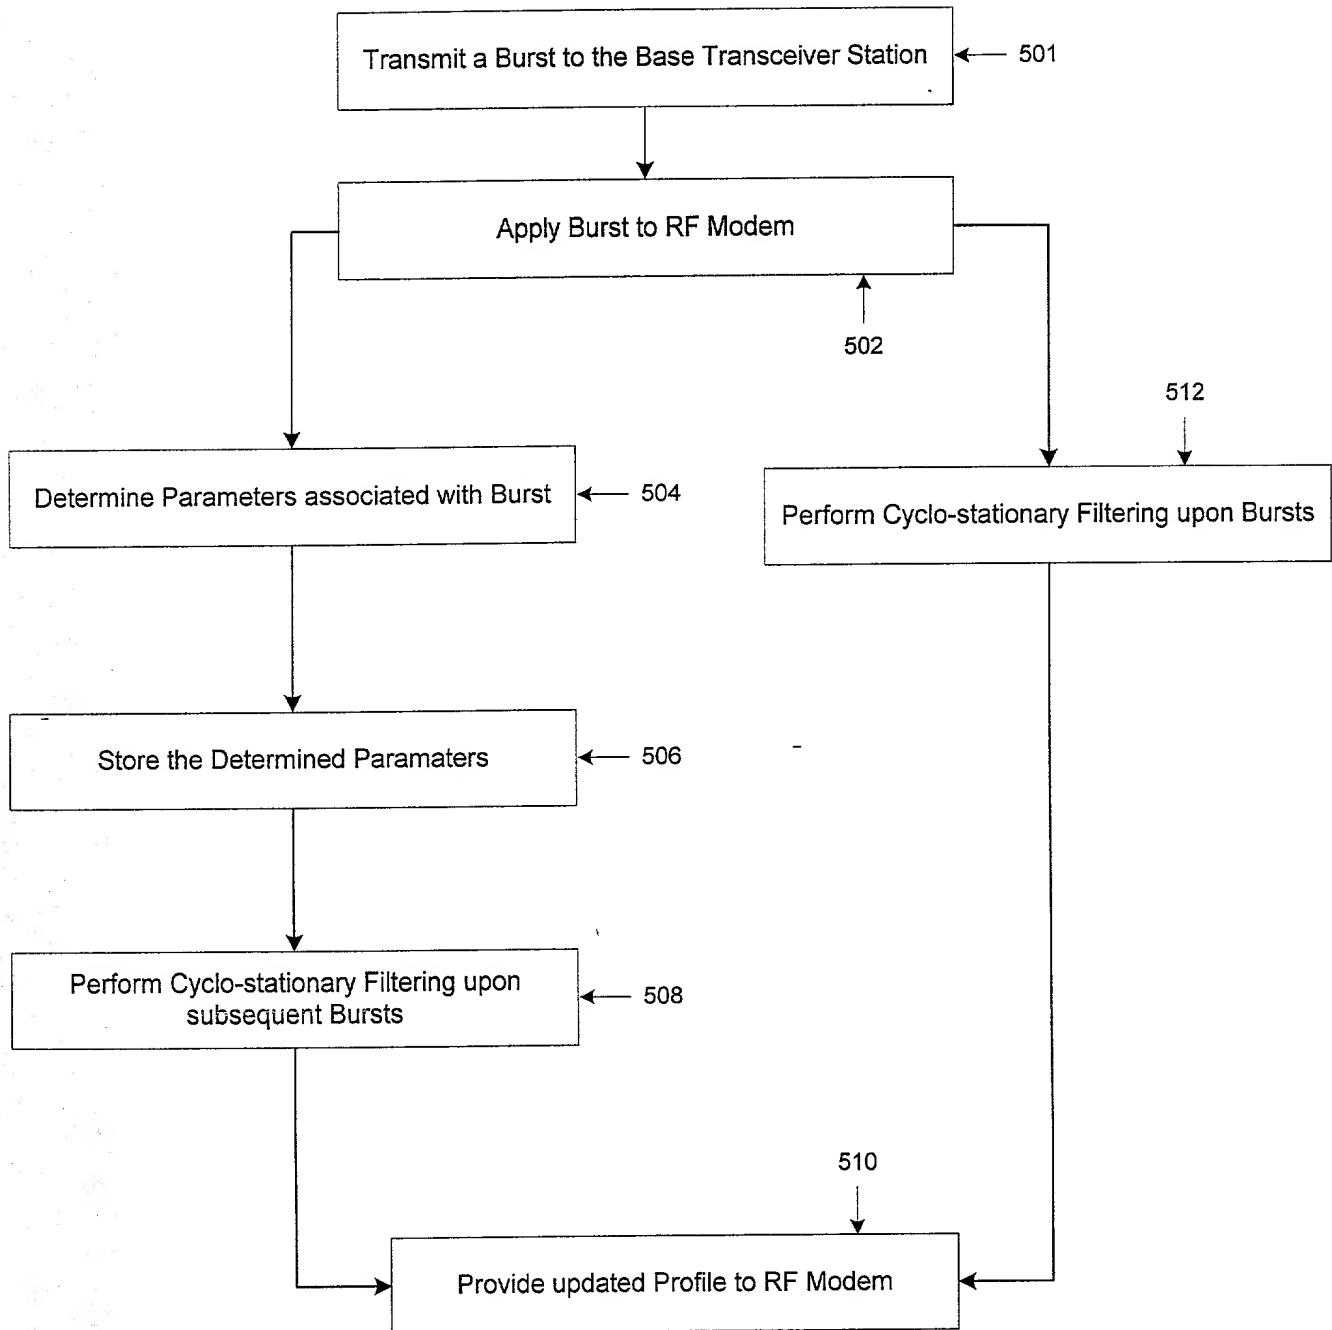 Transmit a Burst to the Base Transceiver Station
501
Apply Burst to RF Modem
502
512
Determine Parameters associated with Burst
504
Perform Cyclo-stationary Filtering upon Bursts
Store the Determined Paramaters
506
Perform Cyclo-stationary Filtering upon
subsequent Bursts
508
510
Provide updated Profile to RF Modem